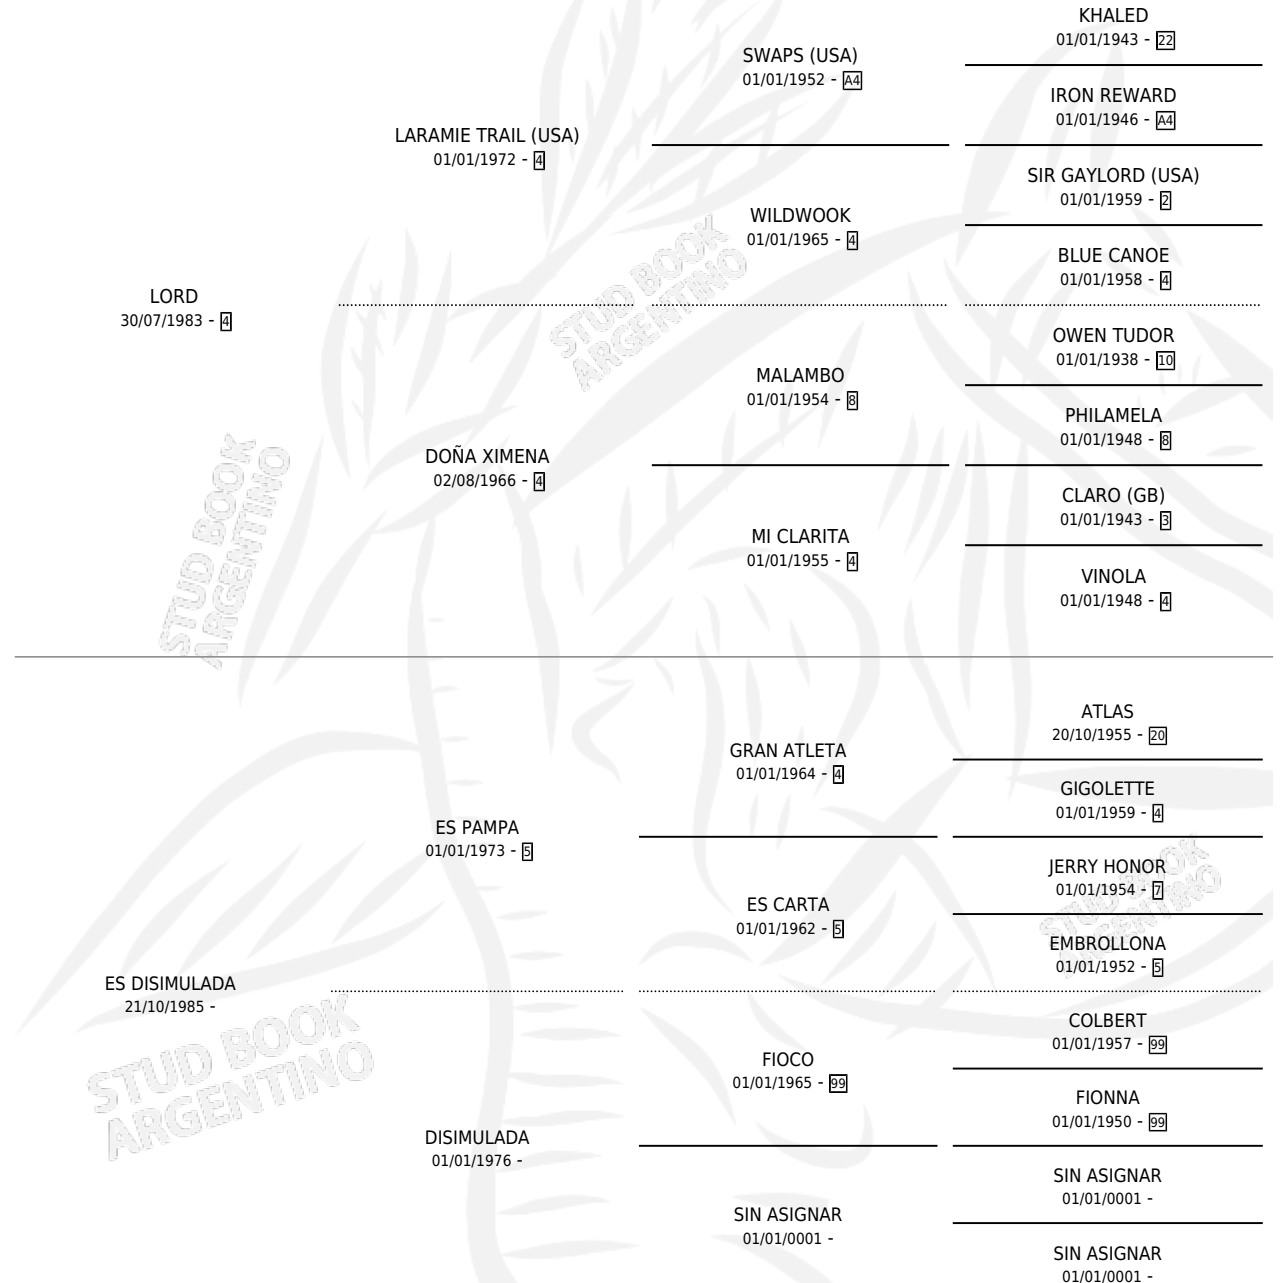 KHALED
01/01/1943 - 22
SWAPS (USA)
01/01/1952 - A4
IRON REWARD
01/01/1946 - A4
LARAMIE TRAIL (USA)
01/01/1972 - 4
SIR GAYLORD (USA)
01/01/1959 - 2
WILDWOOK
01/01/1965 - 4
BLUE CANOE
01/01/1958 - 4
LORD
30/07/1983 - 4
STUD BOOK
ARGENTINO
OWEN TUDOR
01/01/1938 - 10
MALAMBO
01/01/1954 - 8
PHILAMELA
01/01/1948 - 8
DOÑA XIMENA
02/08/1966 - 4
CLARO (GB)
01/01/1943 - 3
MI CLARITA
01/01/1955 - 4
VINOLA
01/01/1948 - 4
STUD BOOK
ARGENTINO
ATLAS
20/10/1955 - 20
GRAN ATLETA
01/01/1964 - 4
GIGOLETTE
01/01/1959 - 4
ES PAMPA
01/01/1973 - 5
JERRY HONOR
01/01/1954 - 7
ES CARTA
01/01/1962 - 5
EMBROLLONA
01/01/1952 - 5
STUD BOOK
ARGENTINO
ES DISIMULADA
21/10/1985 -
COLBERT
01/01/1957 - 99
FIOCO
01/01/1965 - 99
FIONNA
01/01/1950 - 99
STUD BOOK
ARGENTINO
DISIMULADA
01/01/1976 -
SIN ASIGNAR
01/01/0001 -
SIN ASIGNAR
01/01/0001 -
SIN ASIGNAR
01/01/0001 -